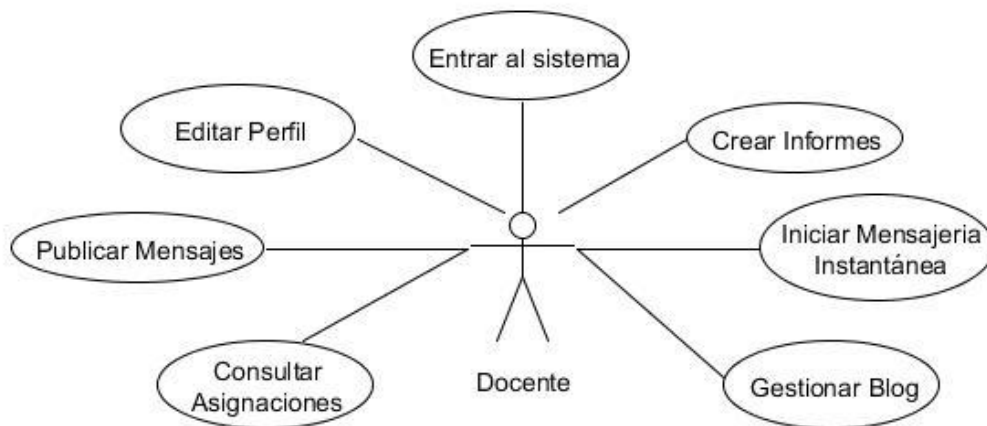 Entrar al sistema
Editar Perfil
Crear Informes
Publicar Mensajes
Iniciar Mensajeria
Instantánea
Consultar
Asignaciones
Docente
Gestionar Blog